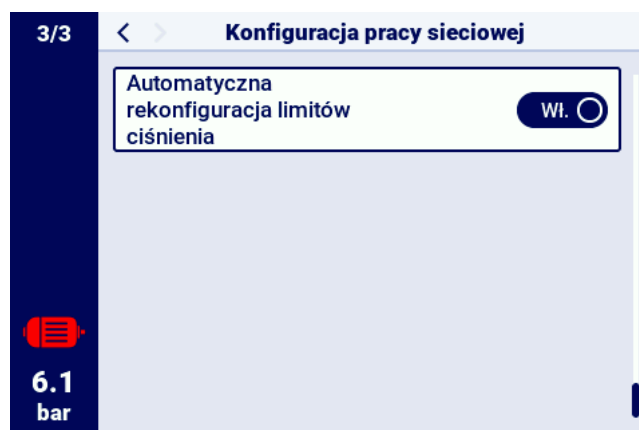 3/3
Konfiguracja pracy sieciowej
Automatyczna
rekonfiguracja limitów
ciśnienia
Wł.
6.1
bar